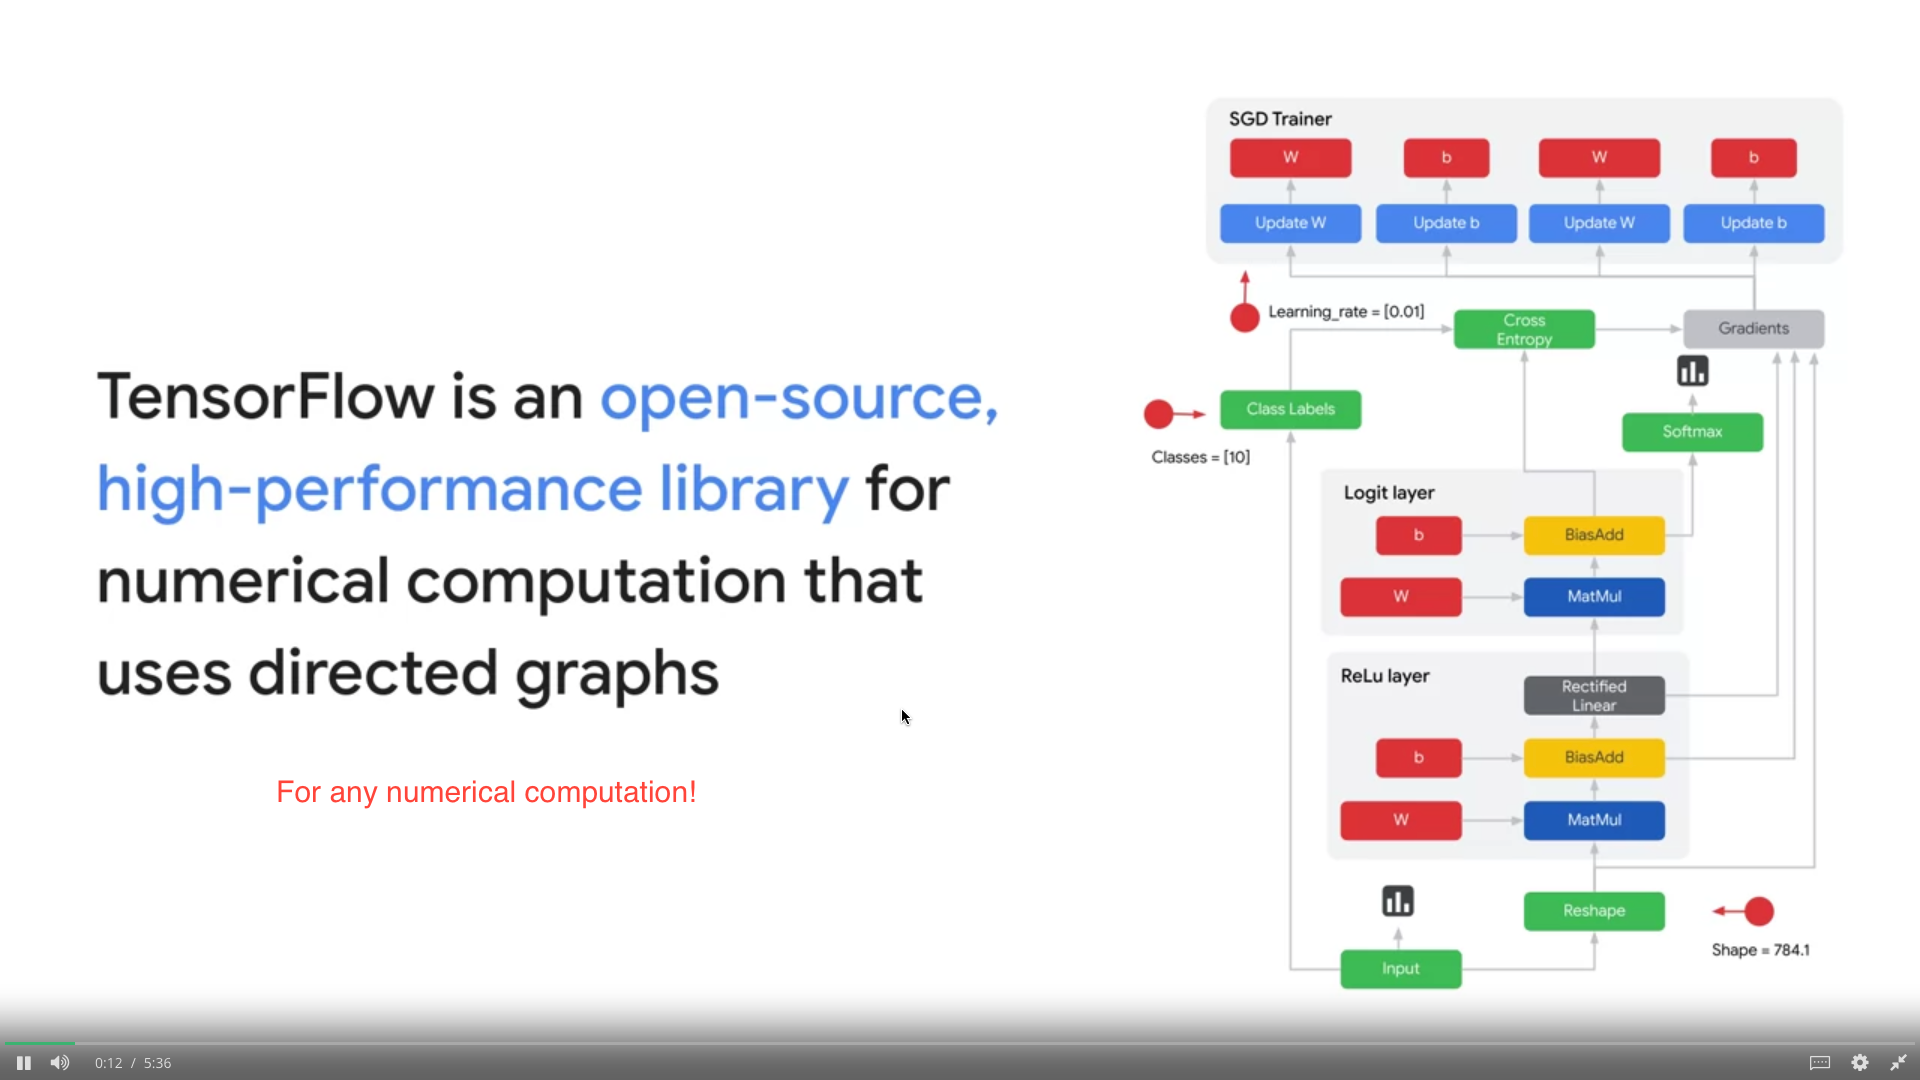 TensorFlow is an open-source,
high-performance library for
numerical computation that
uses directed graphs
For any numerical computation!
SGD Trainer
W
b
W
b
Update W
Update b
Update W
Update b
Learning_rate = [0.01]
Cross
Entropy
Gradients
Class Labels
Classes = [10]
Softmax
Logit layer
b
BiasAdd
W
MatMul
ReLu layer
Rectified
Linear
b
BiasAdd
W
MatMul
Reshape
Shape = 784.1
Input
0:12 / 5:36